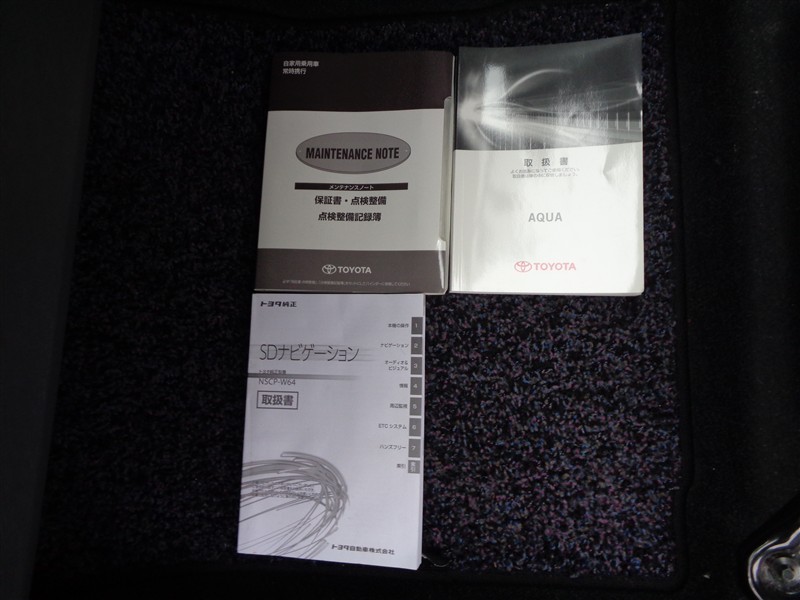 自家用乗用車
常時携行
MAINTENANCE NOTE
メンテナンスノート
保証書・点検整備
点検整備記録簿
TOYOTA
取扱書
AQUA
TOYOTA
トヨタ純正
SDナビゲーション
NSCP-W64
取扱書
本機の操作 1
ナビゲーション 2
オーディオ&
ビジュアル 3
情報 4
周辺監視 5
ETC システム 6
ハンズフリー 7
索引
トヨタ自動車株式会社